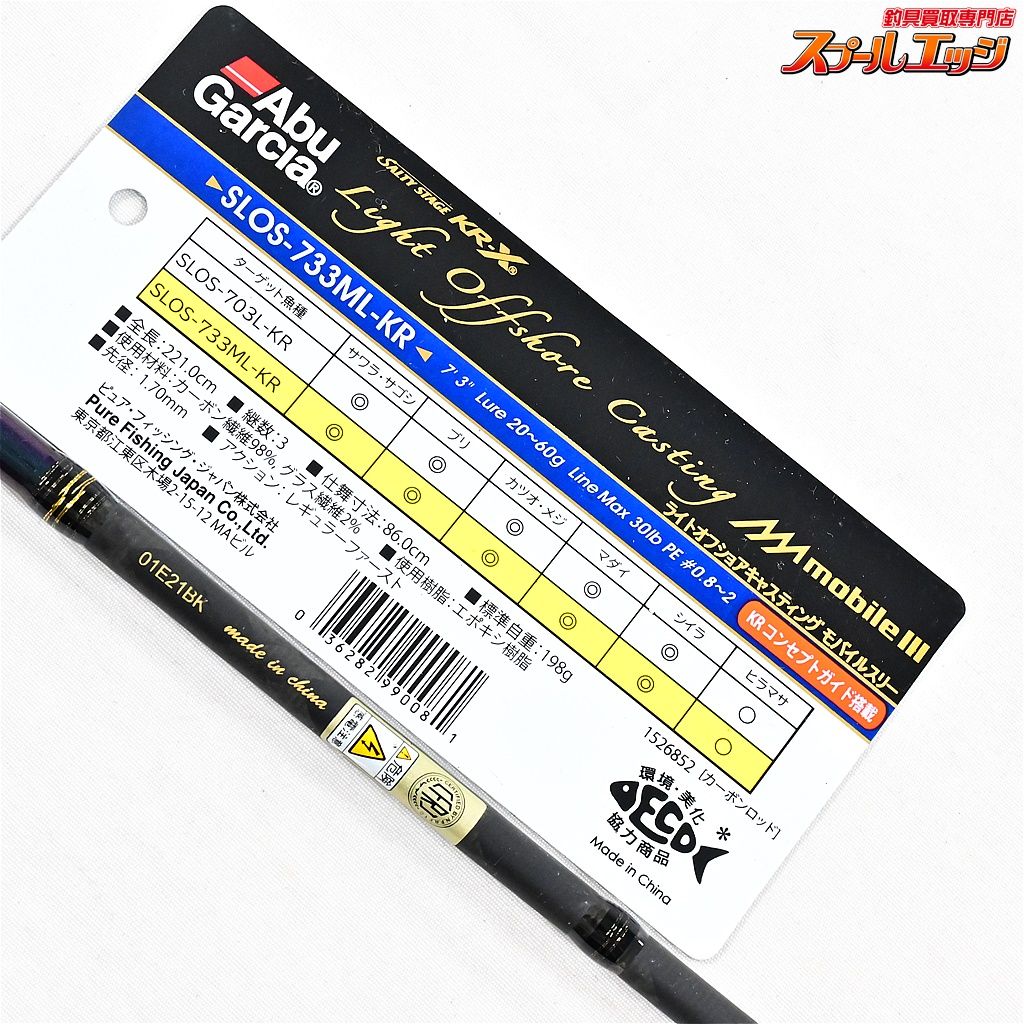 釣具買取専門店
スプールエッジ
Abu
Garcia®
SALTY STAGE KR-X®
Light Offshore Casting mobile III
ライトオフショアキャスティング モバイルスリー
SLOS-733ML-KR 7'3" Lure 20~60g Line Max 30lb PE #0.8~2 KRコンセプトガイド搭載
ターゲット魚種 サワラ・サゴシ ブリ カツオ・メジ マダイ シイラ ヒラマサ
SLOS-703L-KR ◎ ◎ ◎ ◎ ◎ ○
SLOS-733ML-KR ◎ ◎ ◎ ◎ ◎ ○
■全長:221.0cm ■継数:3 ■仕舞寸法:86.0cm ■標準自重:198g
■使用材料:カーボン繊維98%, グラス繊維2% ■使用樹脂:エポキシ樹脂
■先径:1.70mm ■アクション:レギュラーファースト
ピュア・フィッシング・ジャパン株式会社
Pure Fishing Japan Co.,Ltd.
東京都江東区木場2-15-12 MAビル
0 36282 99008 1
1526852 [カーボンロッド]
環境・美化
ECO
*
協力商品
Made in China
01E21BK
made in china
感電注意
危険